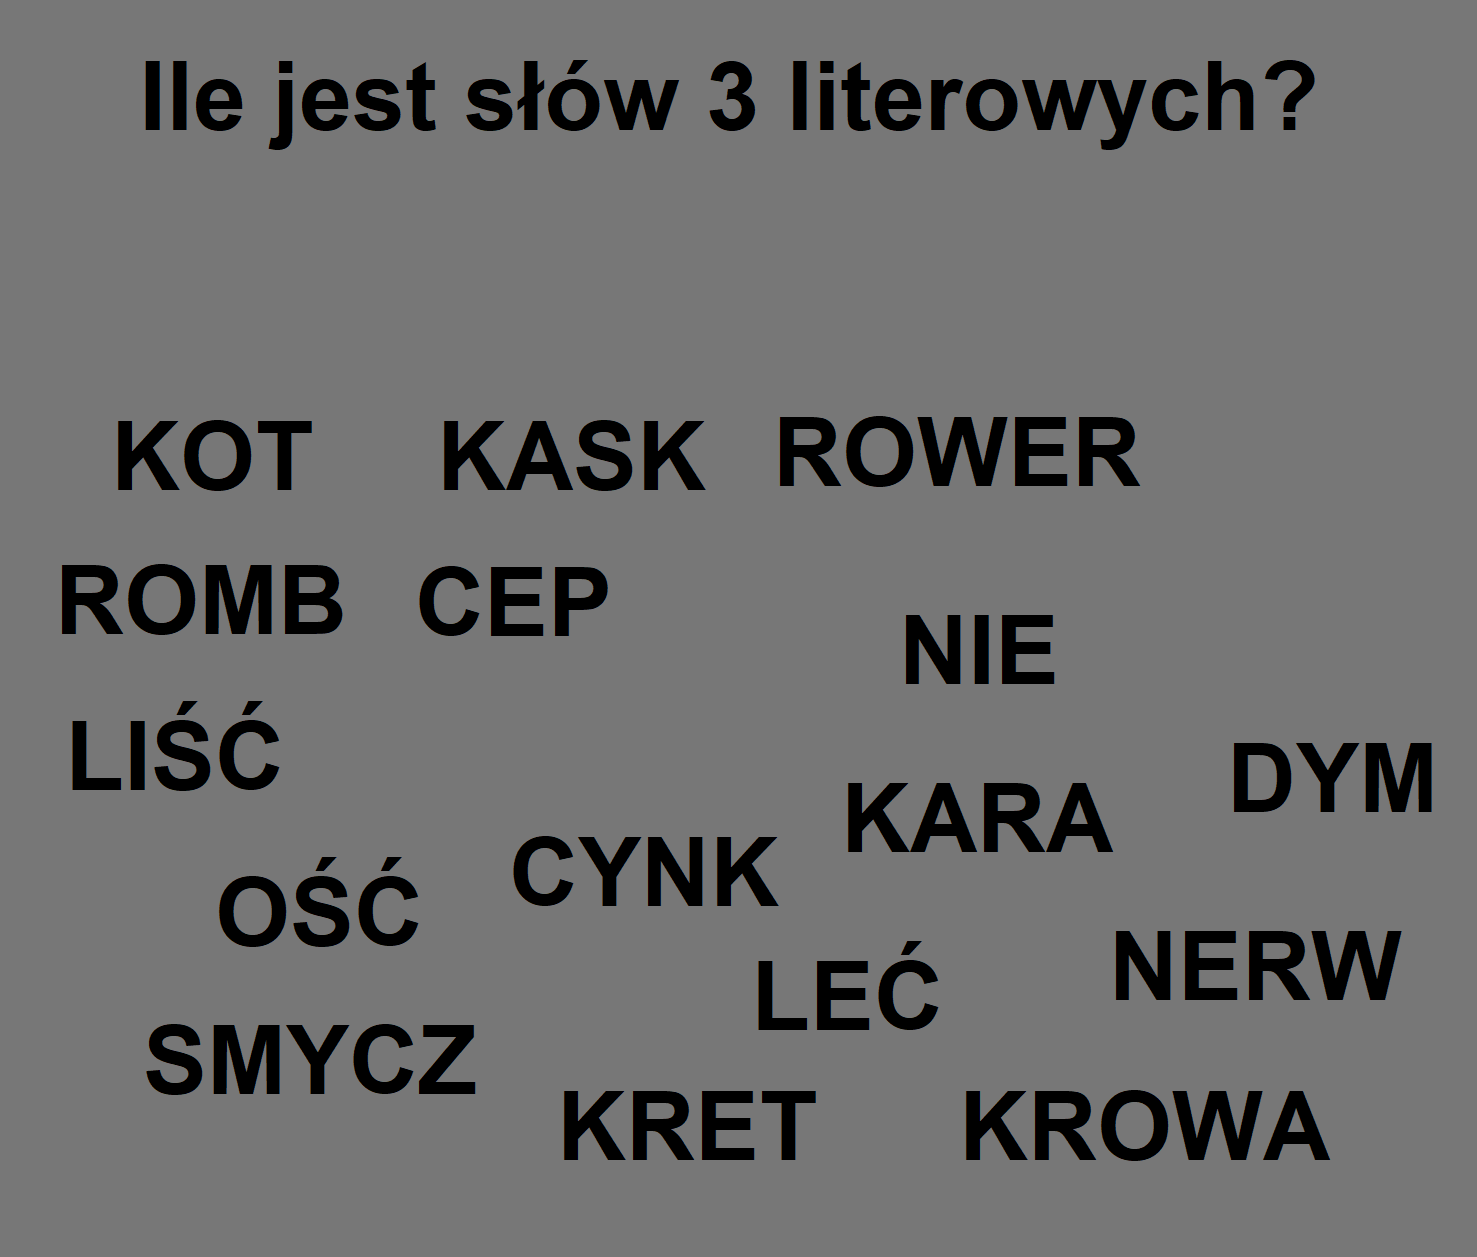 Ile jest słów 3 literowych?
KOT KASK ROWER
ROMB CEP
NIE
LIŚĆ
DYM
KARA
CYNK
OŚĆ
NERW
LEĆ
SMYCZ
KRET KROWA